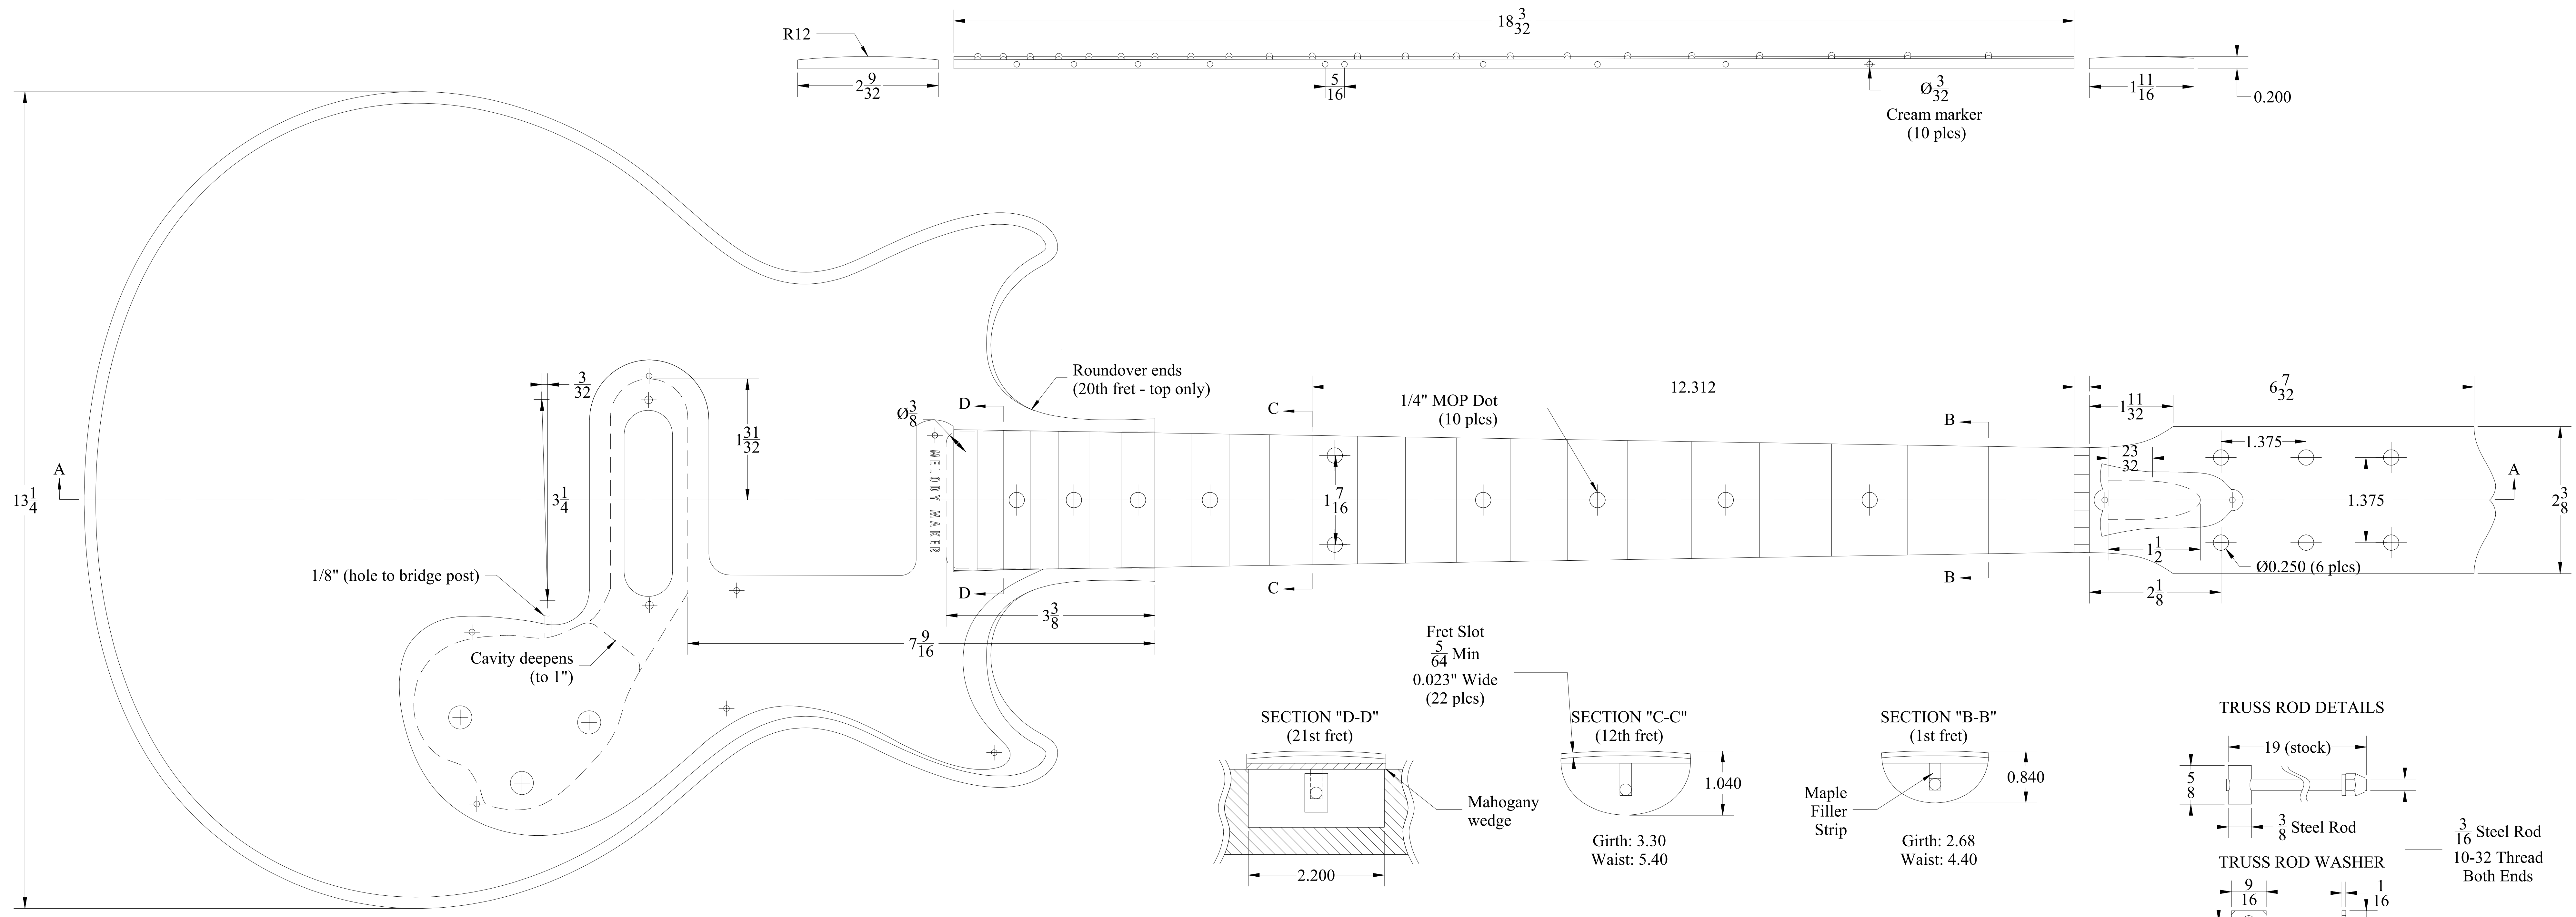 18 3/32
R12
2 9/32
5/16
Ø3/32
Cream marker
(10 plcs)
1 11/16
0.200
13 1/4
A
3/32
3 1/4
1 31/32
Ø3/8
MELODY MAKER
1/8" (hole to bridge post)
Cavity deepens
(to 1")
Roundover ends
(20th fret - top only)
D
D
3 3/8
7 9/16
12.312
C
C
1/4" MOP Dot
(10 plcs)
1 7/16
B
B
6 7/32
1 11/32
23/32
1.375
1.375
A
2 3/8
1 1/2
Ø0.250 (6 plcs)
2 1/8
Fret Slot
5/64 Min
0.023" Wide
(22 plcs)
SECTION "D-D"
(21st fret)
Mahogany
wedge
2.200
SECTION "C-C"
(12th fret)
1.040
Girth: 3.30
Waist: 5.40
SECTION "B-B"
(1st fret)
0.840
Maple
Filler
Strip
Girth: 2.68
Waist: 4.40
TRUSS ROD DETAILS
19 (stock)
5/8
3/8 Steel Rod
3/16 Steel Rod
10-32 Thread
Both Ends
TRUSS ROD WASHER
9/16
1/16